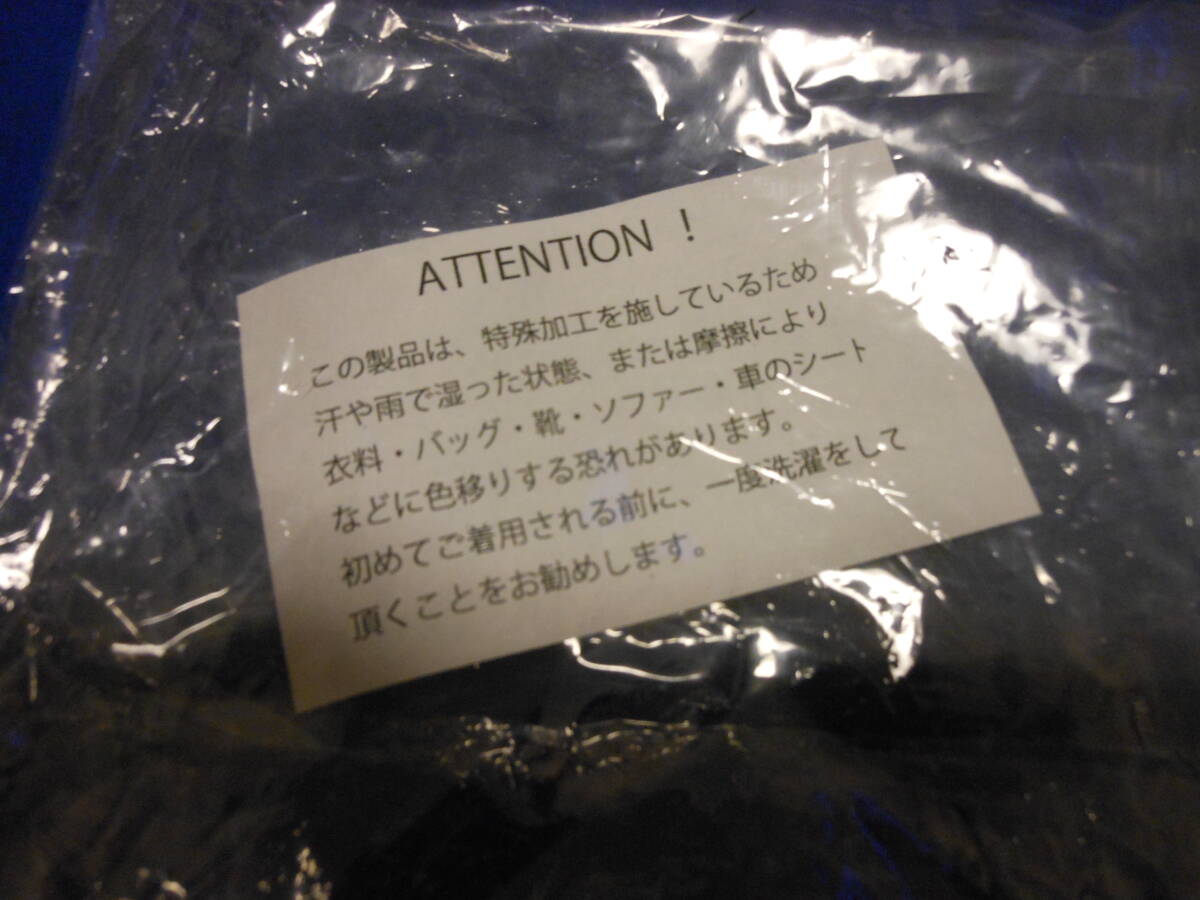 ATTENTION !
この製品は、特殊加工を施しているため
汗や雨で湿った状態、または摩擦により
衣料・バッグ・靴・ソファー・車のシート
などに色移りする恐れがあります。
初めてご着用される前に、一度洗濯をして
頂くことをお勧めします。